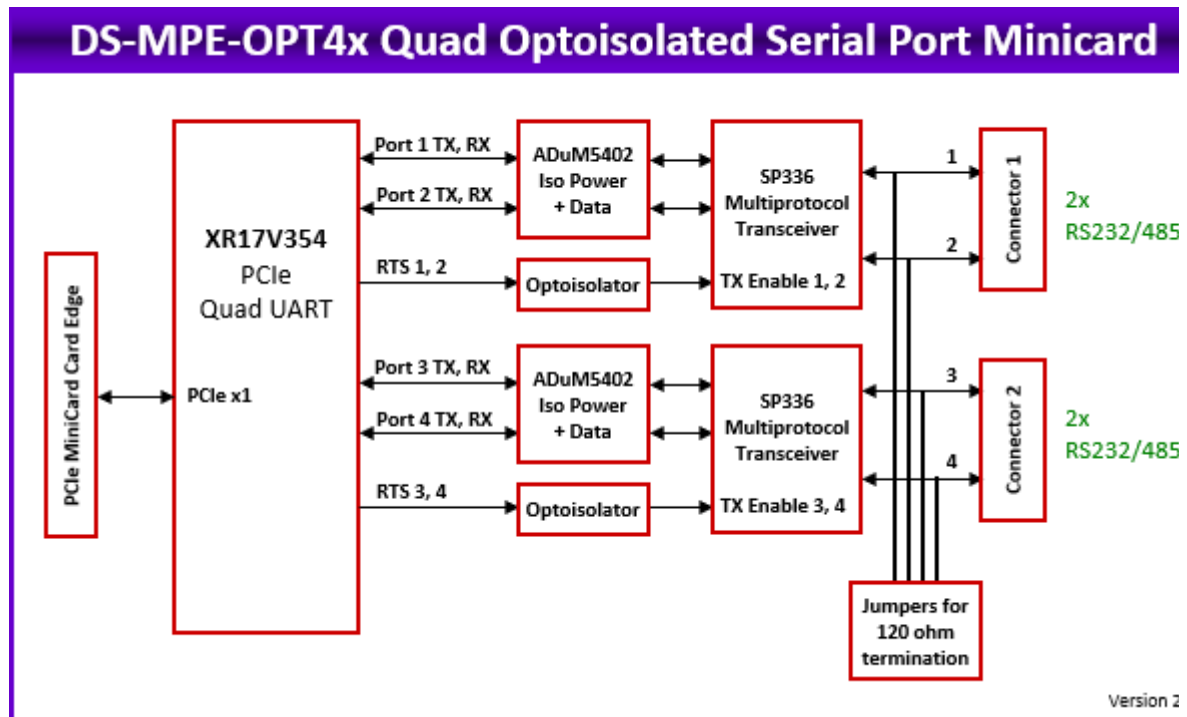 DS-MPE-OPT4x Quad Optoisolated Serial Port Minicard
PCIe MiniCard Card Edge
XR17V354
PCIe
Quad UART
PCIe x1
Port 1 TX, RX
Port 2 TX, RX
RTS 1, 2
ADuM5402
Iso Power
+ Data
Optoisolator
SP336
Multiprotocol
Transceiver
TX Enable 1, 2
1
2
Connector 1
2x
RS232/485
Port 3 TX, RX
Port 4 TX, RX
RTS 3, 4
ADuM5402
Iso Power
+ Data
Optoisolator
SP336
Multiprotocol
Transceiver
TX Enable 3, 4
3
4
Connector 2
2x
RS232/485
Jumpers for
120 ohm
termination
Version 2